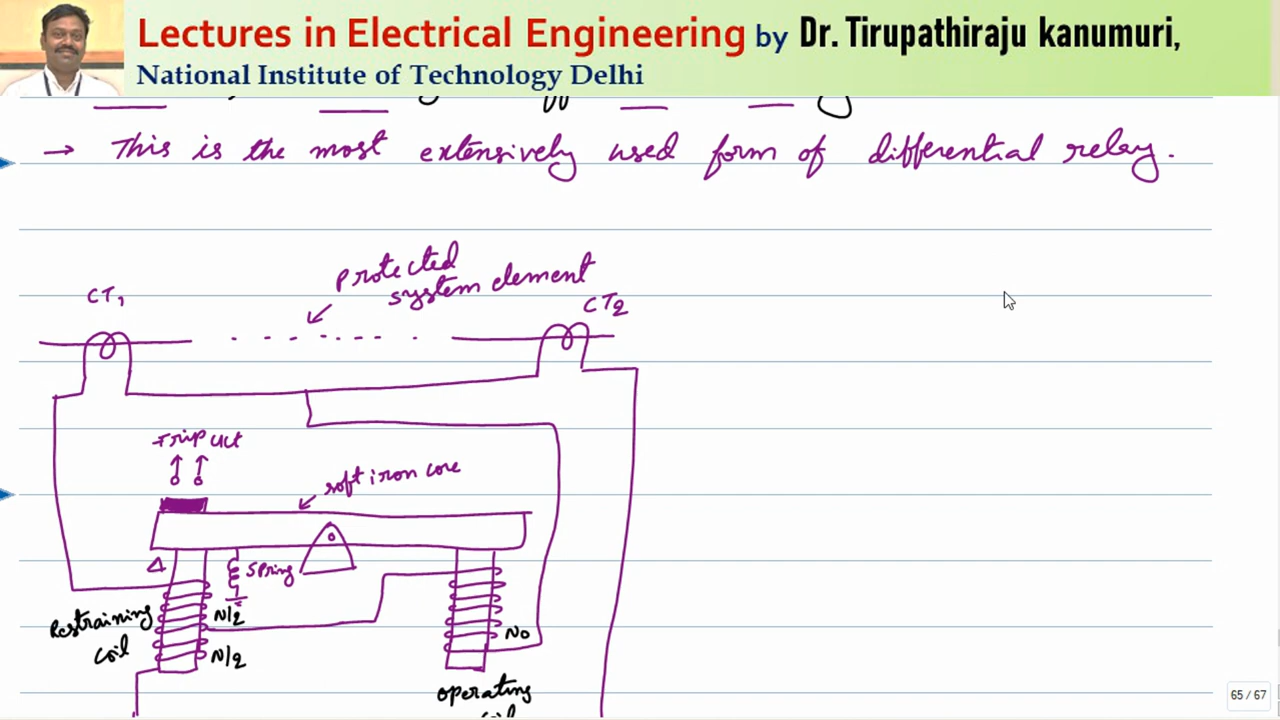 Lectures in Electrical Engineering by Dr. Tirupathiraju kanumuri,
National Institute of Technology Delhi
→ This is the most extensively used form of differential relay.
protected
system element
CT1
CT2
Trip ckt
soft iron core
Δ
spring
Restraining
coil
N/2
N/2
No
operating
65 / 67